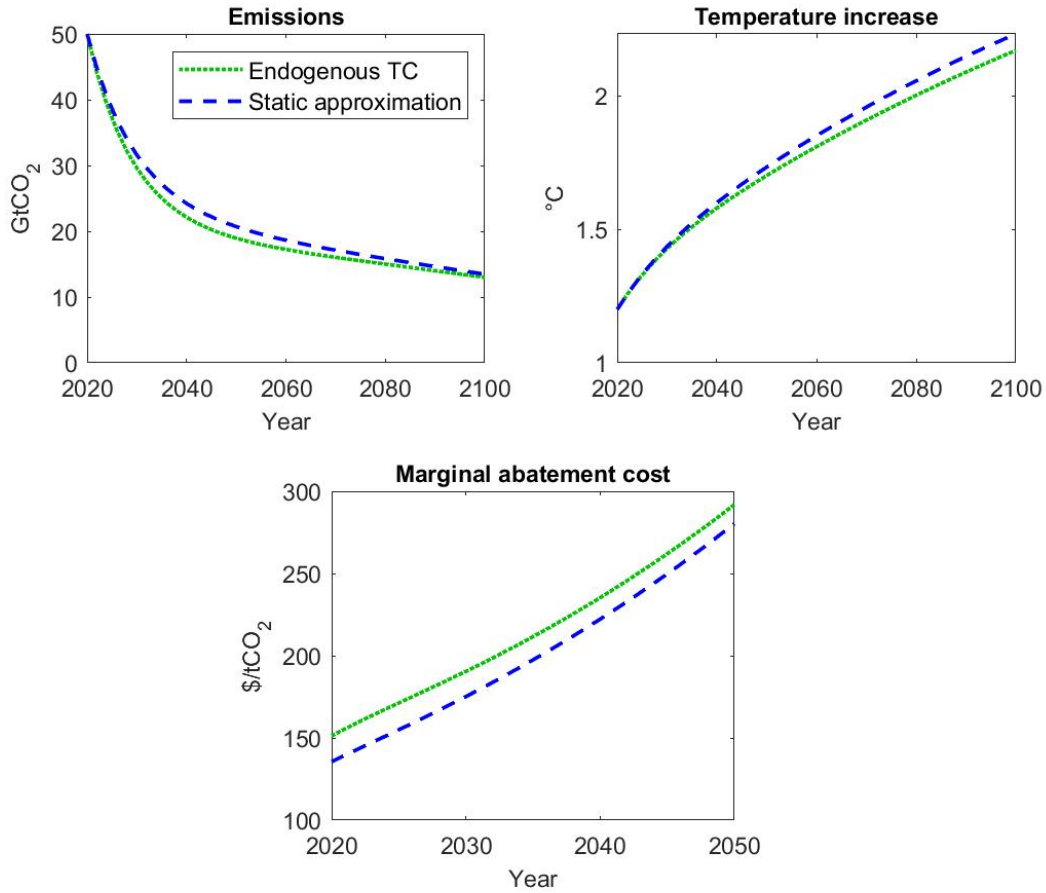 Emissions
50
40
30
20
10
0
GtCO2
Endogenous TC
Static approximation
2020
2040
2060
2080
2100
Year
Temperature increase
2
1.5
1
°C
2020
2040
2060
2080
2100
Year
Marginal abatement cost
300
250
200
150
100
$/tCO2
2020
2030
2040
2050
Year